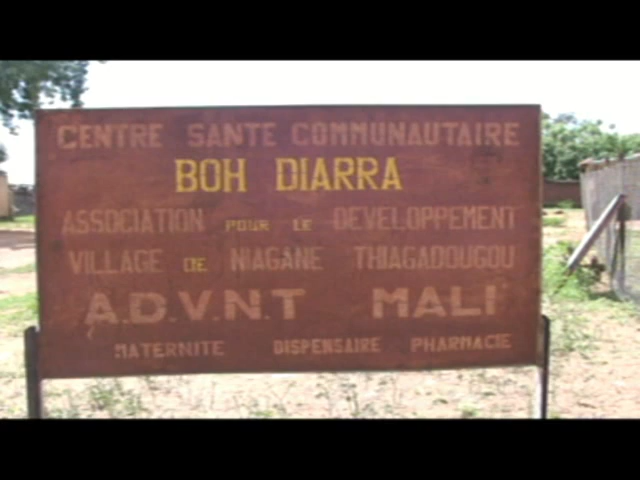 CENTRE SANTE COMMUNAUTAIRE
BOH DIARRA
ASSOCIATION POUR LE DEVELOPPEMENT
VILLAGE DE NIAGANE THIAGADOUGOU
A.D.V.N.T MALI
MATERNITE DISPENSAIRE PHARMACIE